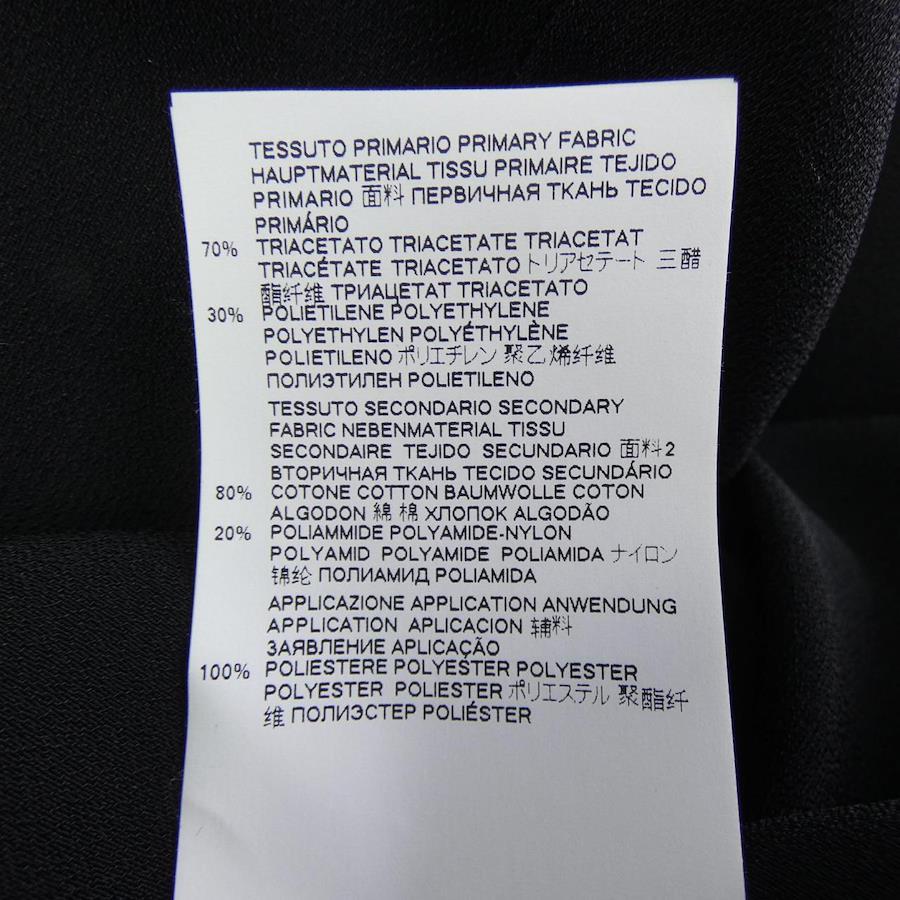 TESSUTO PRIMARIO PRIMARY FABRIC
HAUPTMATERIAL TISSU PRIMAIRE TEJIDO
PRIMARIO 面料 ПЕРВИЧНАЯ ТКАНЬ TECIDO
PRIMÁRIO
70% TRIACETATO TRIACETATE TRIACETAT
TRIACÉTATE TRIACETATO トリアセテート 三醋
酯纤维 ТРИАЦЕТАТ TRIACETATO
30% POLIETILENE POLYETHYLENE
POLYETHYLEN POLYÉTHYLÈNE
POLIETILENO ポリエチレン 聚乙烯纤维
ПОЛИЭТИЛЕН POLIETILENO
TESSUTO SECONDARIO SECONDARY
FABRIC NEBENMATERIAL TISSU
SECONDAIRE TEJIDO SECUNDARIO 面料2
ВТОРИЧНАЯ ТКАНЬ TECIDO SECUNDÁRIO
80% COTONE COTTON BAUMWOLLE COTON
ALGODON 綿 棉 ХЛОПОК ALGODÃO
20% POLIAMMIDE POLYAMIDE-NYLON
POLYAMID POLYAMIDE POLIAMIDA ナイロン
锦纶 ПОЛИАМИД POLIAMIDA
APPLICAZIONE APPLICATION ANWENDUNG
APPLICATION APLICACION 辅料
ЗАЯВЛЕНИЕ APLICAÇÃO
100% POLIESTERE POLYESTER POLYESTER
POLYESTER POLIESTER ポリエステル 聚酯纤
维 ПОЛИЭСТЕР POLIÉSTER